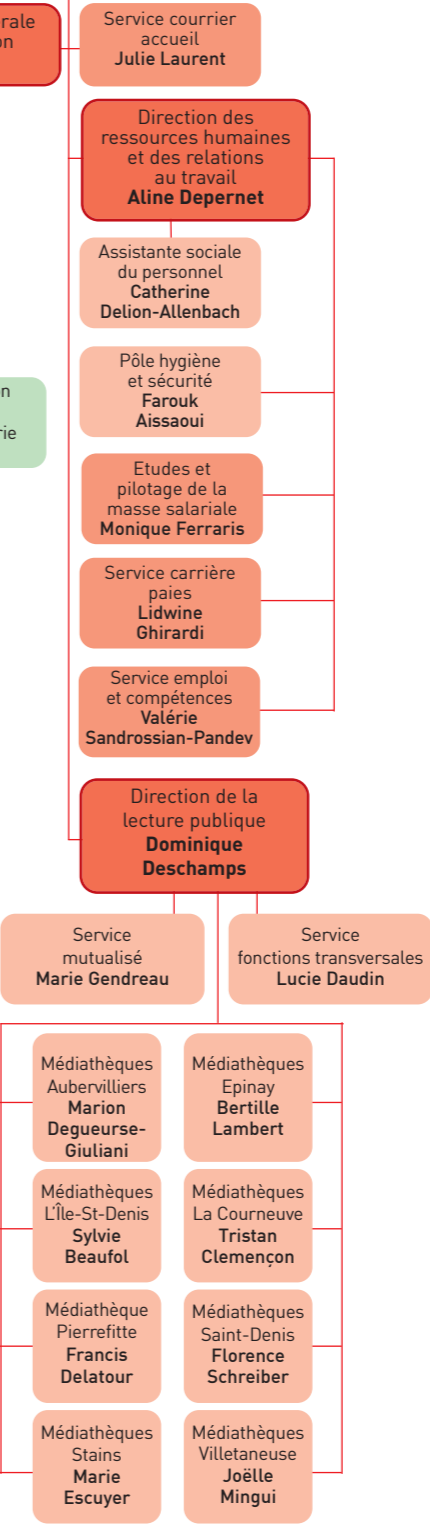 rale
on
Service courrier
accueil
Julie Laurent
Direction des
ressources humaines
et des relations
au travail
Aline Depernet
Assistante sociale
du personnel
Catherine
Delion-Allenbach
Pôle hygiène
et sécurité
Farouk
Aissaoui
on
rie
Etudes et
pilotage de la
masse salariale
Monique Ferraris
Service carrière
paies
Lidwine
Ghirardi
Service emploi
et compétences
Valérie
Sandrossian-Pandev
Direction de la
lecture publique
Dominique
Deschamps
Service
mutualisé
Marie Gendreau
Service
fonctions transversales
Lucie Daudin
Médiathèques
Aubervilliers
Marion
Degueurse-
Giuliani
Médiathèques
Epinay
Bertille
Lambert
Médiathèques
L’Île-St-Denis
Sylvie
Beaufol
Médiathèques
La Courneuve
Tristan
Clemençon
Médiathèque
Pierrefitte
Francis
Delatour
Médiathèques
Saint-Denis
Florence
Schreiber
Médiathèques
Stains
Marie
Escuyer
Médiathèques
Villetaneuse
Joëlle
Mingui